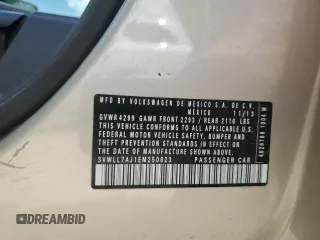 MFD BY VOLKSWAGEN DE MEXICO S.A. DE C.V.
MEXICO 11/13
GVWR 4299 GAWR FRONT 2293 / REAR 2116 LBS
THIS VEHICLE CONFORMS TO ALL APPLICABLE U.S.
FEDERAL MOTOR VEHICLE SAFETY, BUMPER AND
THEFT PREVENTION STANDARDS IN EFFECT ON THE
DATE OF MANUFACTURE SHOWN ABOVE.
3VWLL7AJ1EM250823 PASSENGER CAR
DREAMBID